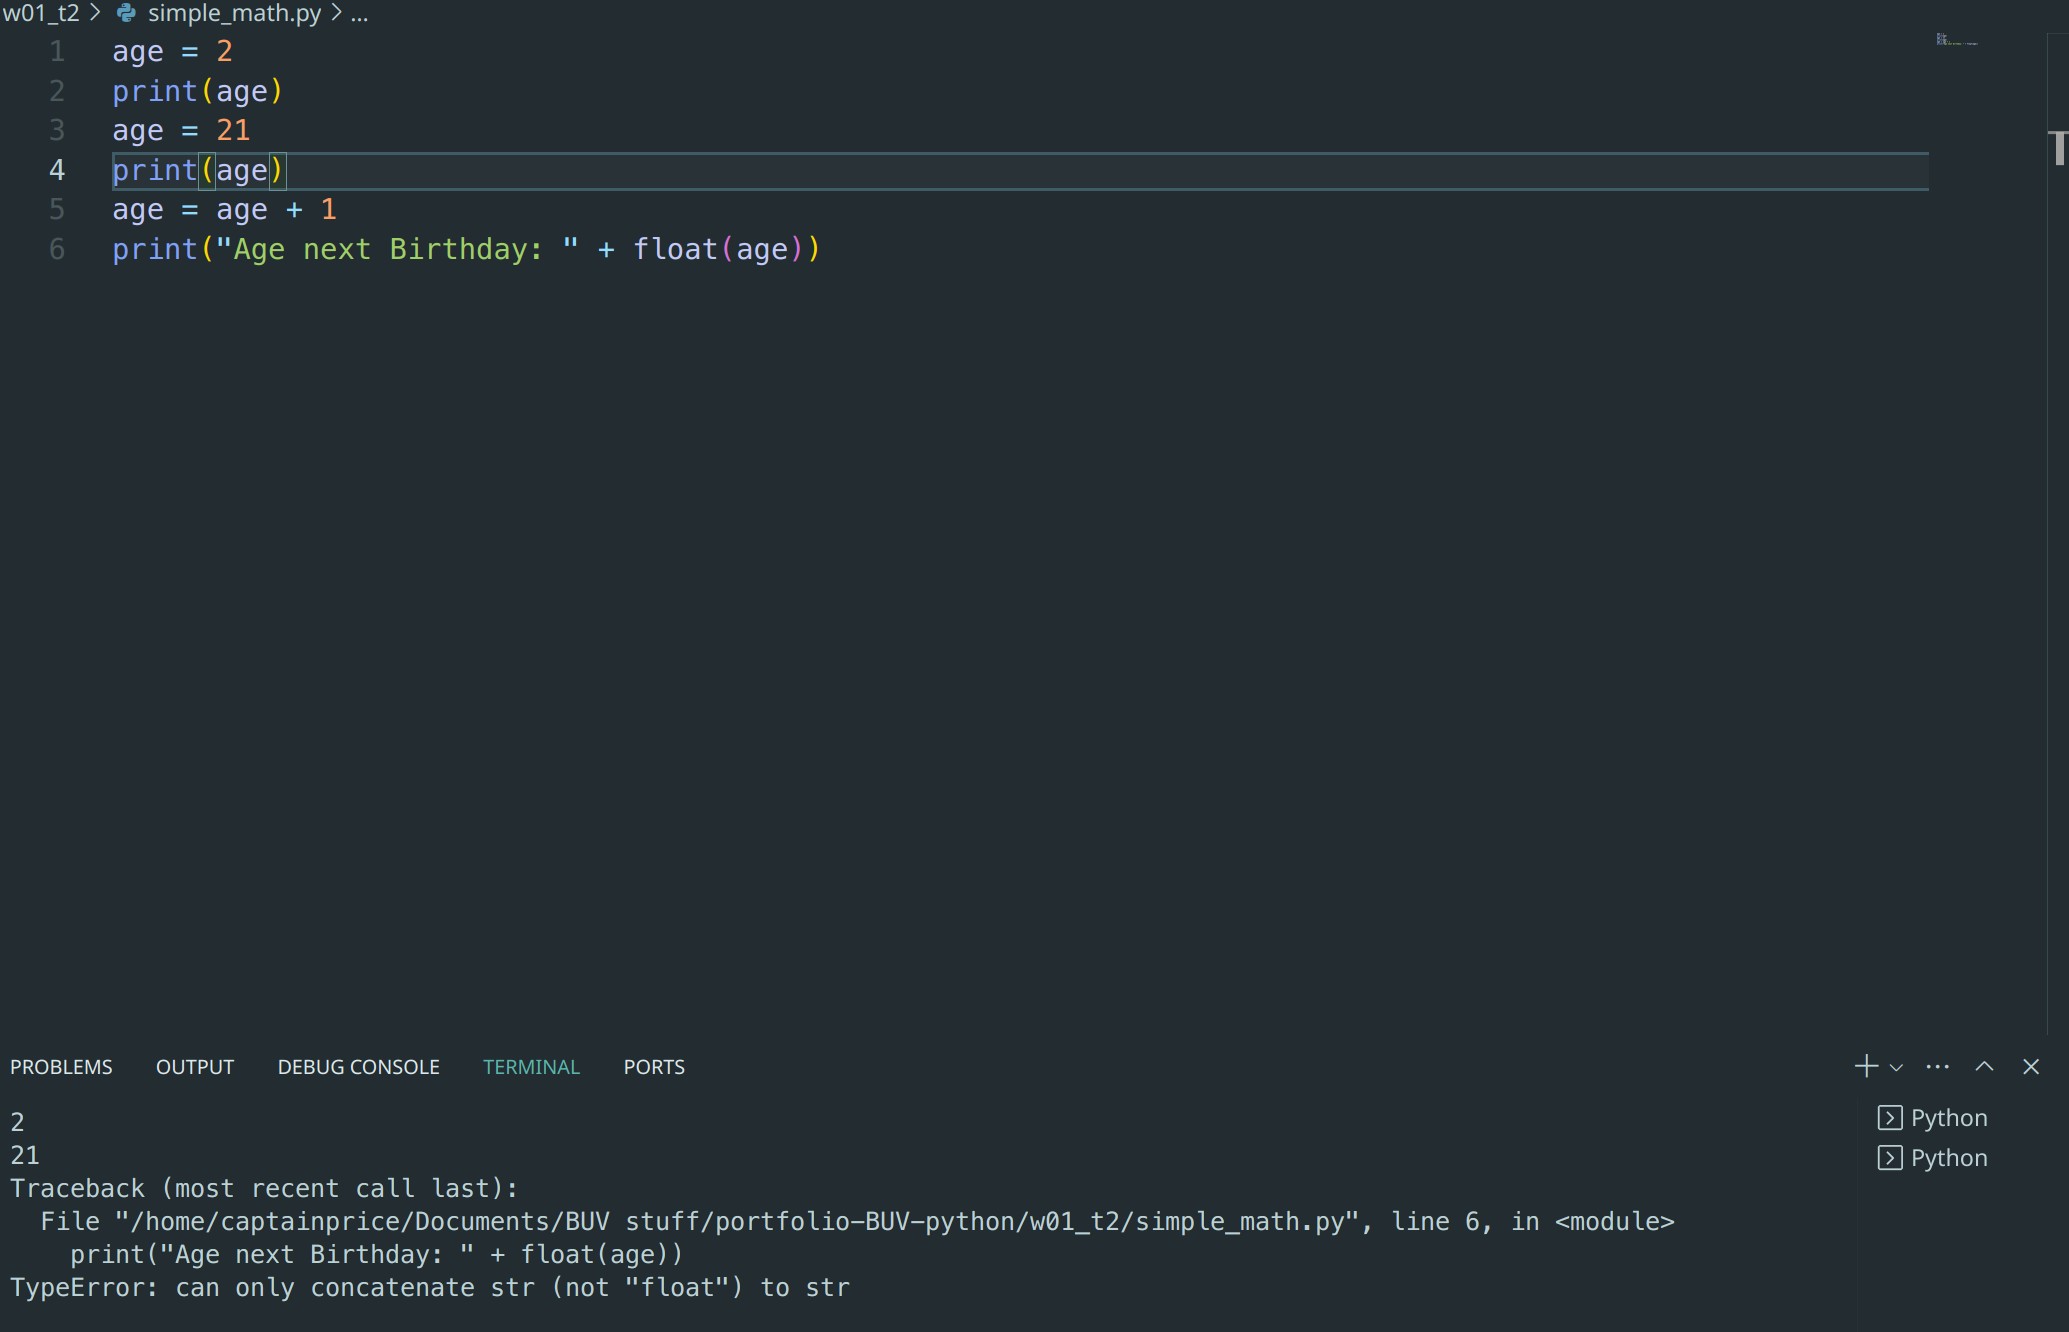 w01_t2 > simple_math.py > ...
1 age = 2
2 print(age)
3 age = 21
4 print(age)
5 age = age + 1
6 print("Age next Birthday: " + float(age))
PROBLEMS OUTPUT DEBUG CONSOLE TERMINAL PORTS
2
21
Traceback (most recent call last):
  File "/home/captainprice/Documents/BUV stuff/portfolio-BUV-python/w01_t2/simple_math.py", line 6, in <module>
    print("Age next Birthday: " + float(age))
TypeError: can only concatenate str (not "float") to str
Python
Python